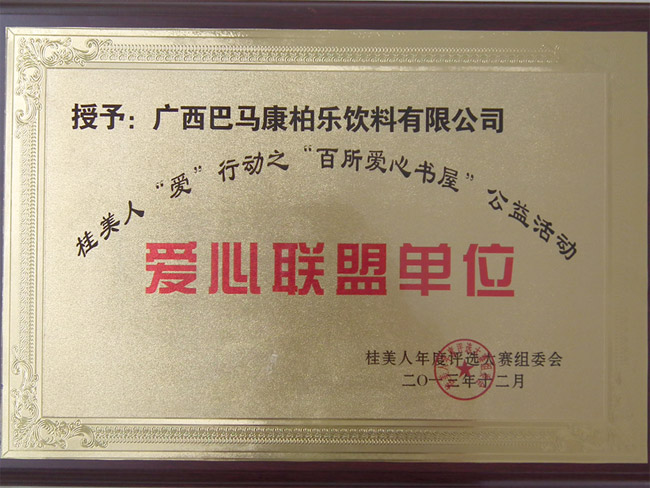 授予：广西巴马康柏乐饮料有限公司
桂美人“爱”行动之“百所爱心书屋”公益活动
爱心联盟单位
桂美人年度评选大赛组委会
二〇一三年十二月